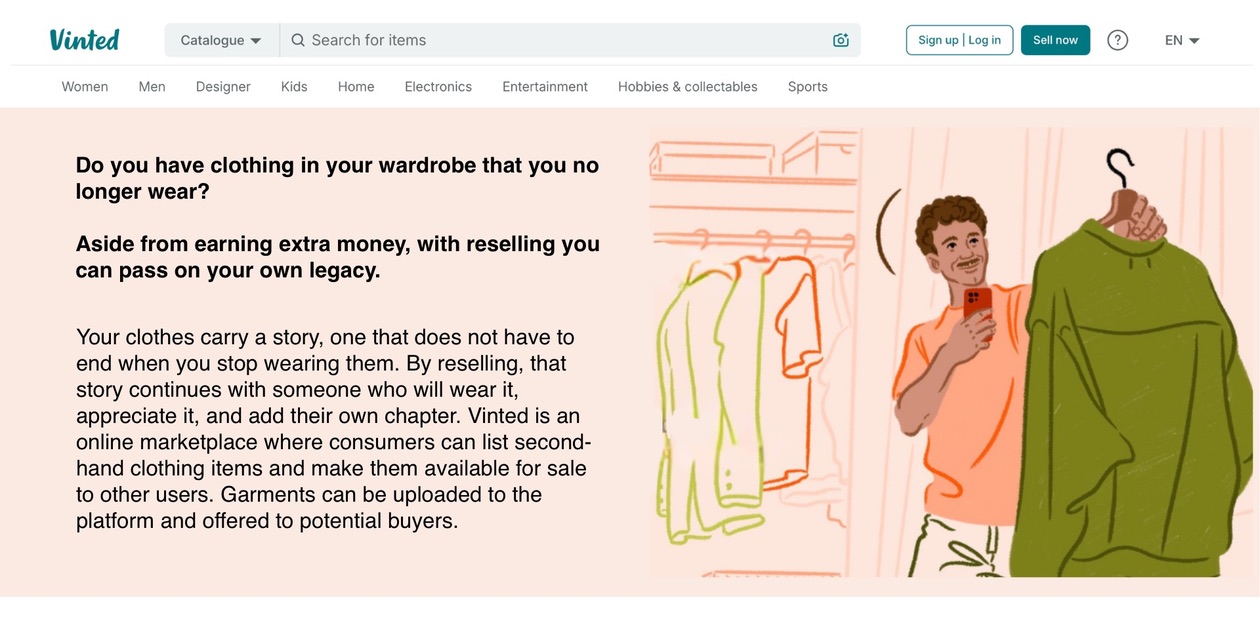 Vinted
Catalogue
Search for items
Sign up | Log in
Sell now
?
EN
Women
Men
Designer
Kids
Home
Electronics
Entertainment
Hobbies & collectables
Sports
Do you have clothing in your wardrobe that you no
longer wear?
Aside from earning extra money, with reselling you
can pass on your own legacy.
Your clothes carry a story, one that does not have to
end when you stop wearing them. By reselling, that
story continues with someone who will wear it,
appreciate it, and add their own chapter. Vinted is an
online marketplace where consumers can list second-
hand clothing items and make them available for sale
to other users. Garments can be uploaded to the
platform and offered to potential buyers.